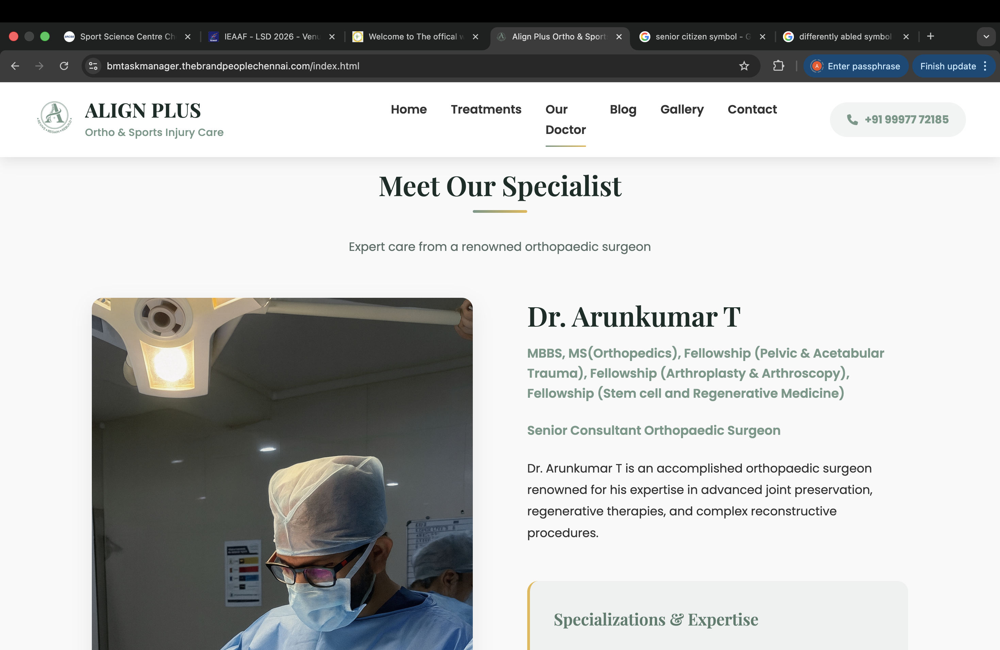 Sport Science Centre Ch
IEAAF - LSD 2026 - Venu
Welcome to The offical w
Align Plus Ortho & Sport
senior citizen symbol - G
differently abled symbol
bmtaskmanager.thebrandpeoplechennai.com/index.html
A
Enter passphrase
Finish update
REVIVE • REGAIN • REBUILD
ALIGN PLUS
Ortho & Sports Injury Care
Home
Treatments
Our
Doctor
Blog
Gallery
Contact
+91 99977 72185
Meet Our Specialist
Expert care from a renowned orthopaedic surgeon
Dr. Arunkumar T
MBBS, MS(Orthopedics), Fellowship (Pelvic & Acetabular
Trauma), Fellowship (Arthroplasty & Arthroscopy),
Fellowship (Stem cell and Regenerative Medicine)
Senior Consultant Orthopaedic Surgeon
Dr. Arunkumar T is an accomplished orthopaedic surgeon
renowned for his expertise in advanced joint preservation,
regenerative therapies, and complex reconstructive
procedures.
Specializations & Expertise